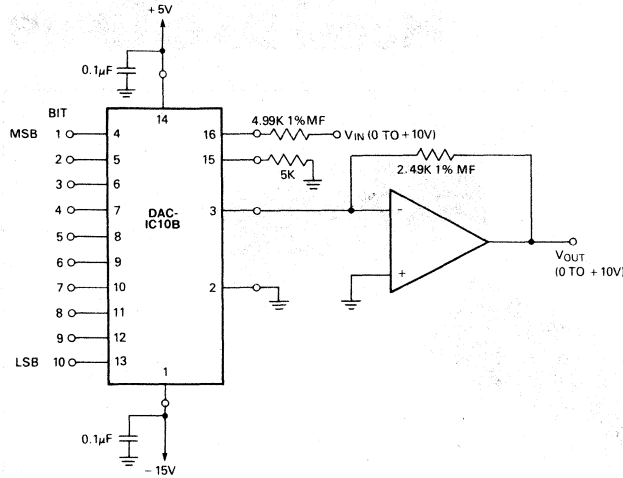 +5V
0.1µF
BIT
14
MSB 1 4
16 4.99K 1% MF VIN (0 TO +10V)
2 5
15
5K
2.49K 1% MF
3 6
4 7
DAC-
IC10B
3
−
5 8
6 9
VOUT
(0 TO +10V)
7 10
2
+
8 11
9 12
LSB 10 13
1
0.1µF
−15V